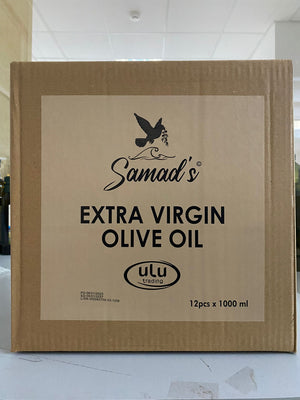 Samad's©
EXTRA VIRGIN
OLIVE OIL
ulu
trading
12pcs x 1000 ml